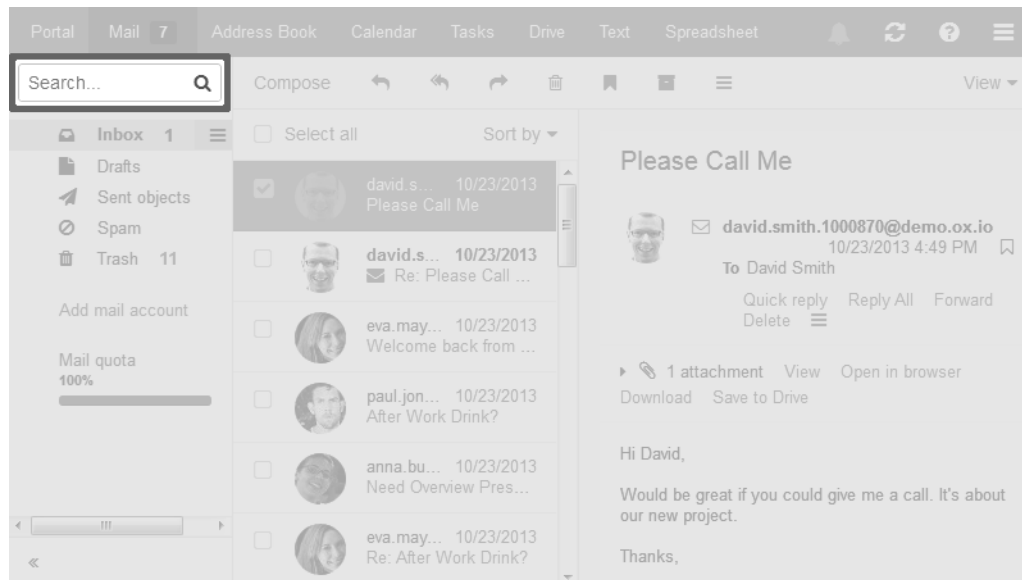 Portal Mail 7 Address Book Calendar Tasks Drive Text Spreadsheet
Search...
Compose
View
Inbox 1
Drafts
Sent objects
Spam
Trash 11
Add mail account
Mail quota
100%
Select all Sort by
david.s... 10/23/2013
Please Call Me
david.s... 10/23/2013
Re: Please Call ...
eva.may... 10/23/2013
Welcome back from ...
paul.jon... 10/23/2013
After Work Drink?
anna.bu... 10/23/2013
Need Overview Pres...
eva.may... 10/23/2013
Re: After Work Drink?
Please Call Me
david.smith.1000870@demo.ox.io
10/23/2013 4:49 PM
To David Smith
Quick reply Reply All Forward
Delete
1 attachment View Open in browser
Download Save to Drive
Hi David,
Would be great if you could give me a call. It's about
our new project.
Thanks,